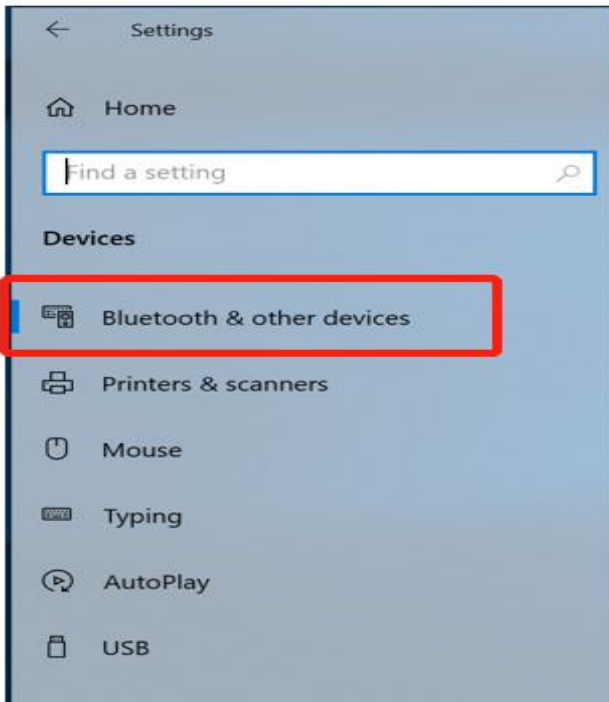 Settings
Home
Find a setting
Devices
Bluetooth & other devices
Printers & scanners
Mouse
Typing
AutoPlay
USB